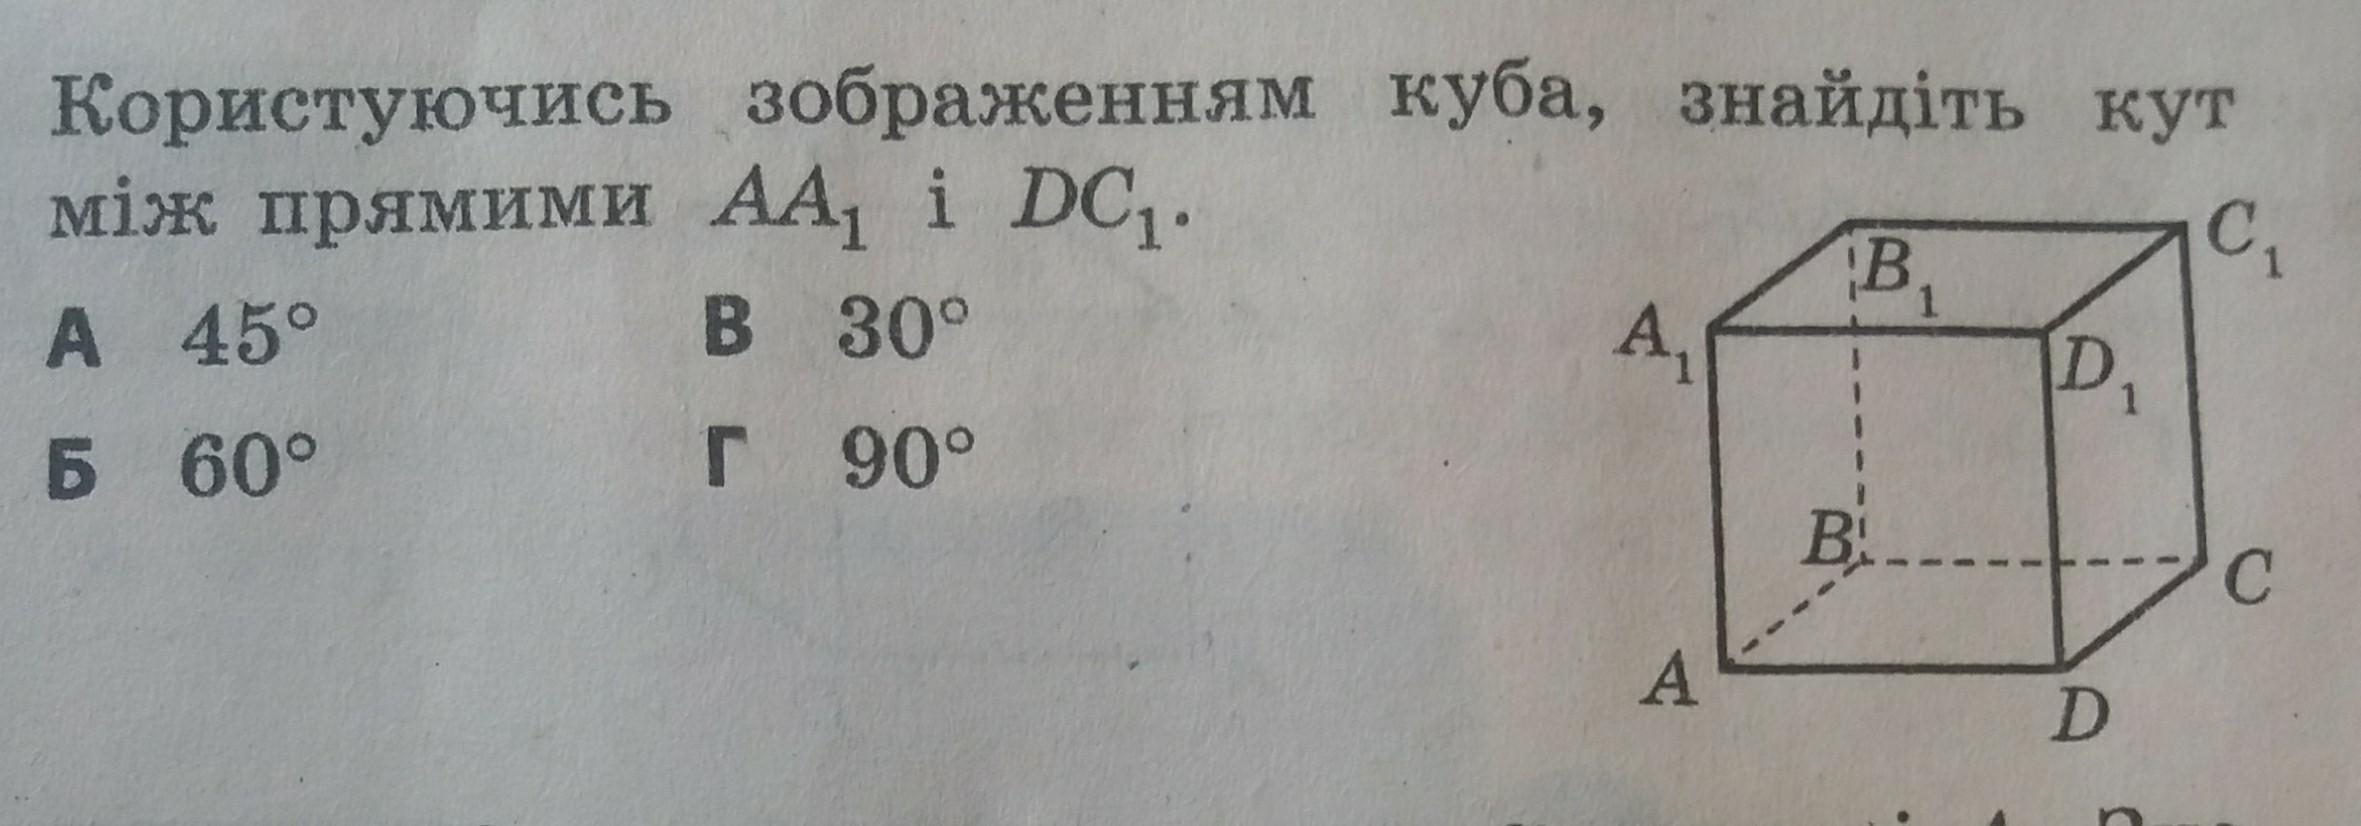 Користуючись зображенням куба, знайдіть кут
між прямими AA₁ і DC₁.
А 45° В 30°
Б 60° Г 90°
C₁
B₁
A₁
D₁
B
C
A
D